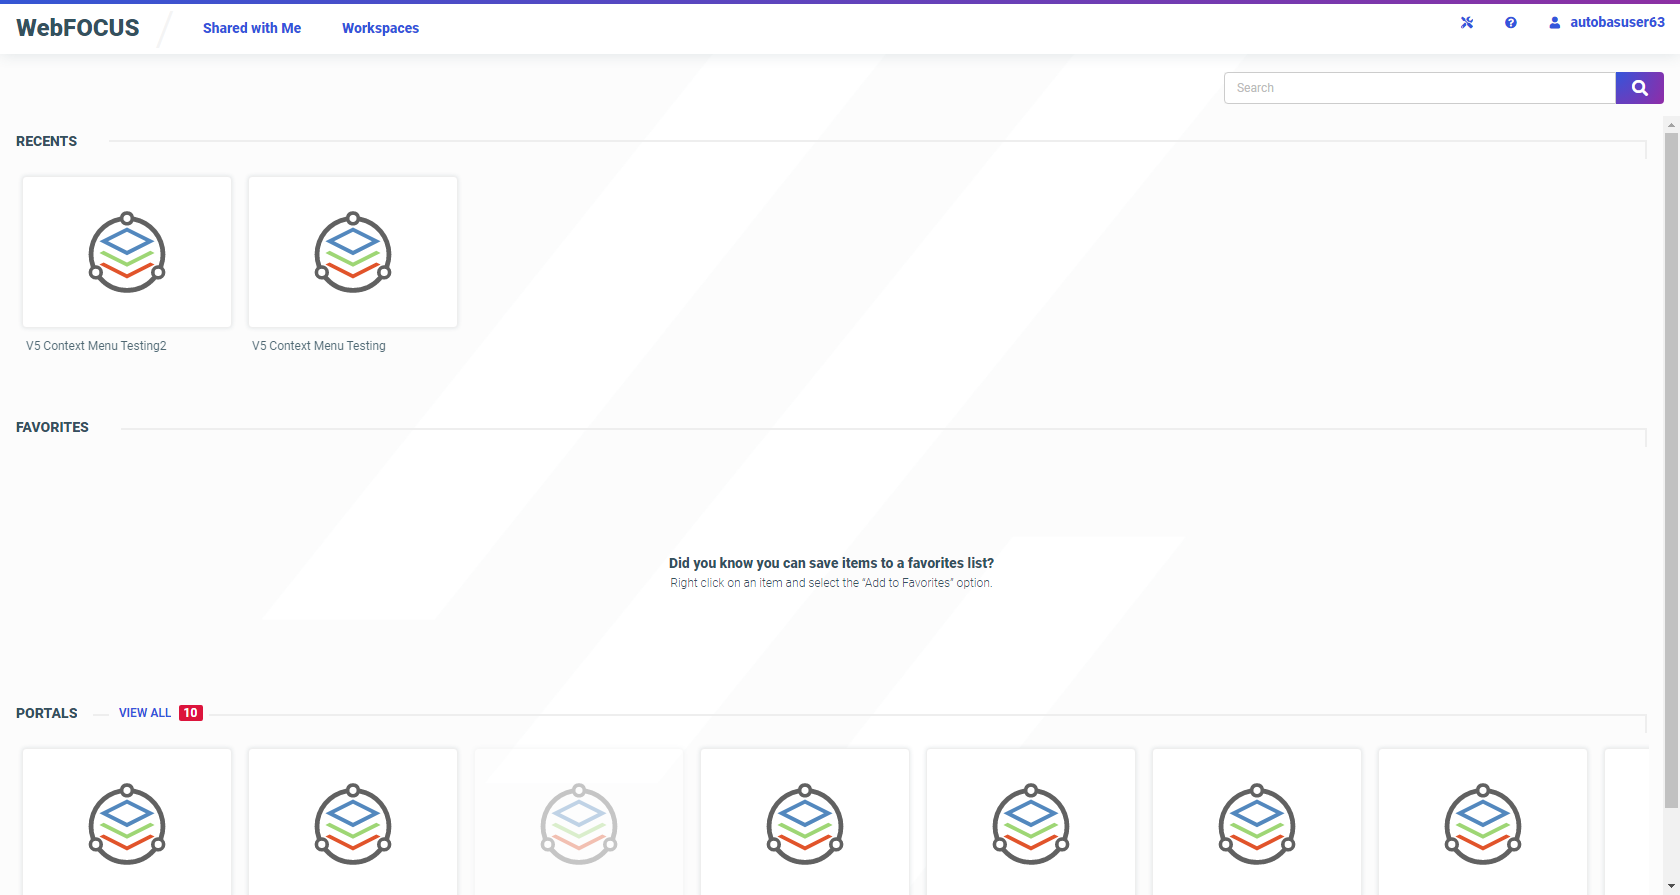 WebFOCUS
Shared with Me
Workspaces
autobasuser63
Search
RECENTS
V5 Context Menu Testing2
V5 Context Menu Testing
FAVORITES
Did you know you can save items to a favorites list?
Right click on an item and select the “Add to Favorites” option.
PORTALS
VIEW ALL 10